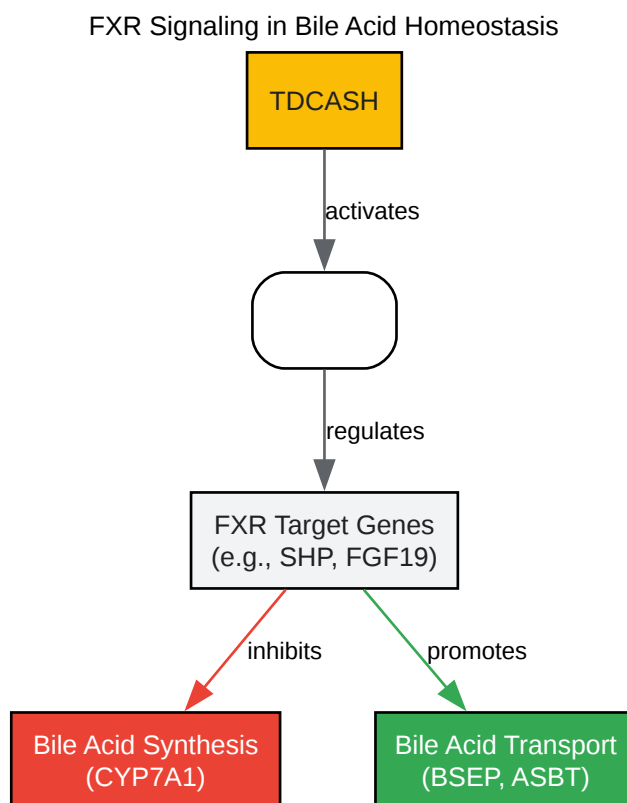 FXR Signaling in Bile Acid Homeostasis
TDCASH
activates
regulates
FXR Target Genes
(e.g., SHP, FGF19)
inhibits
promotes
Bile Acid Synthesis
(CYP7A1)
Bile Acid Transport
(BSEP, ASBT)